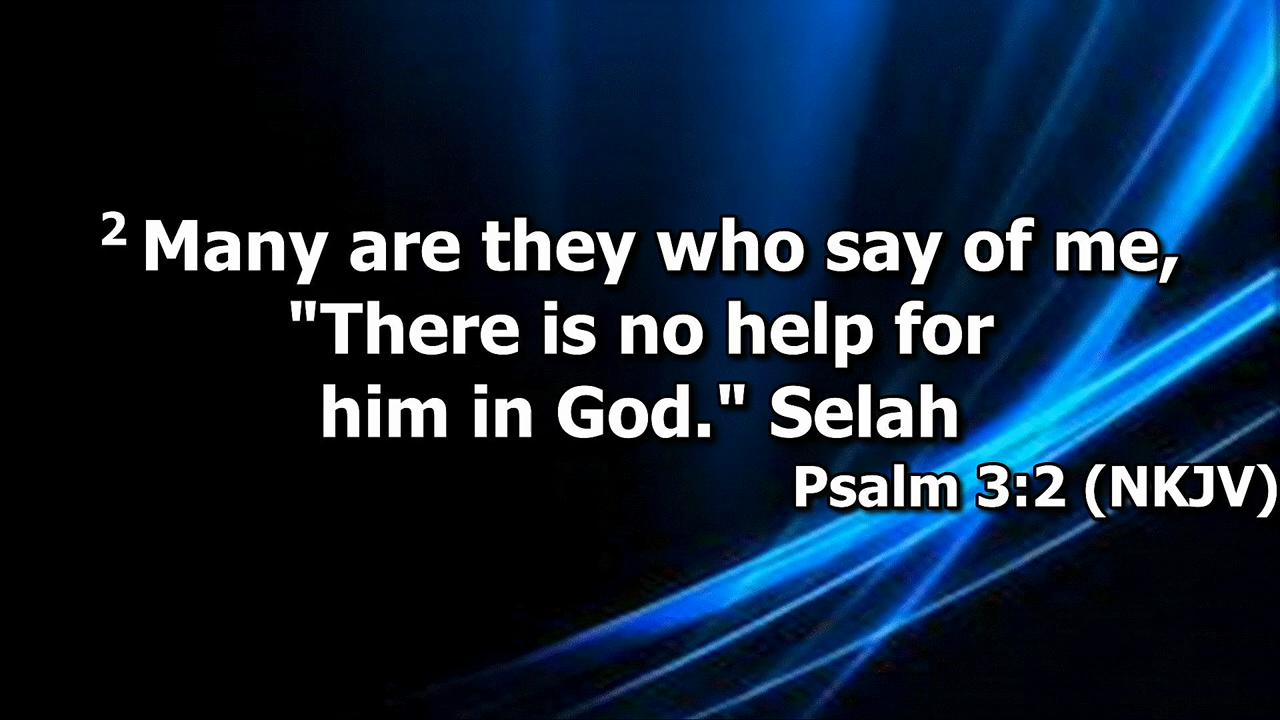 2 Many are they who say of me,
"There is no help for
him in God." Selah
Psalm 3:2 (NKJV)